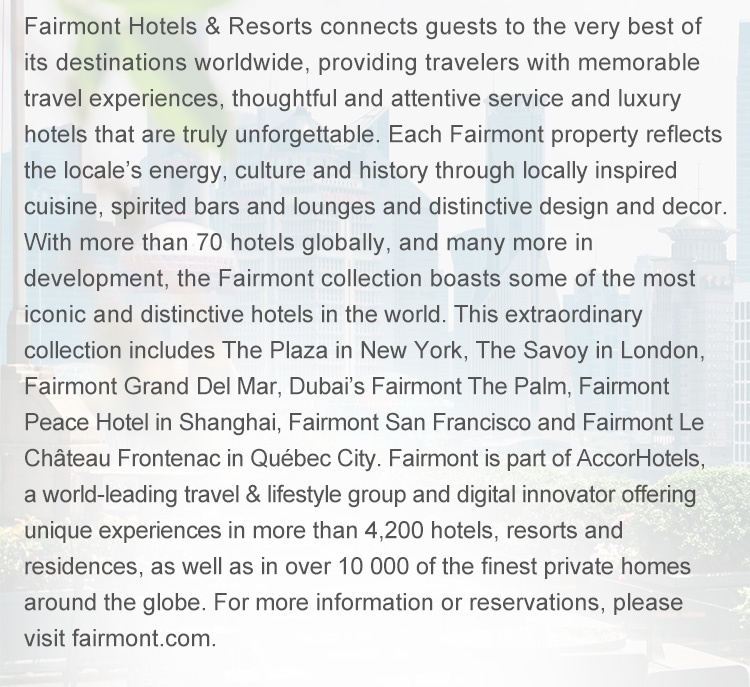 Fairmont Hotels & Resorts connects guests to the very best of
its destinations worldwide, providing travelers with memorable
travel experiences, thoughtful and attentive service and luxury
hotels that are truly unforgettable. Each Fairmont property reflects
the locale’s energy, culture and history through locally inspired
cuisine, spirited bars and lounges and distinctive design and decor.
With more than 70 hotels globally, and many more in
development, the Fairmont collection boasts some of the most
iconic and distinctive hotels in the world. This extraordinary
collection includes The Plaza in New York, The Savoy in London,
Fairmont Grand Del Mar, Dubai’s Fairmont The Palm, Fairmont
Peace Hotel in Shanghai, Fairmont San Francisco and Fairmont Le
Château Frontenac in Québec City. Fairmont is part of AccorHotels,
a world-leading travel & lifestyle group and digital innovator offering
unique experiences in more than 4,200 hotels, resorts and
residences, as well as in over 10 000 of the finest private homes
around the globe. For more information or reservations, please
visit fairmont.com.